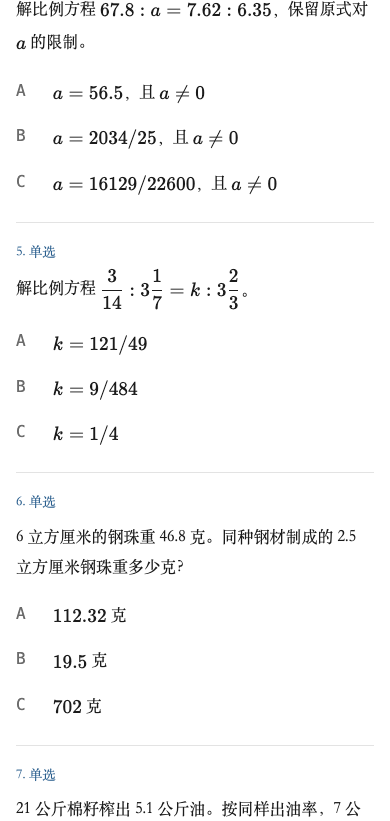 解比例方程 67.8 : a = 7.62 : 6.35，保留原式对
a 的限制。
A a = 56.5，且 a ≠ 0
B a = 2034/25，且 a ≠ 0
C a = 16129/22600，且 a ≠ 0
5. 单选
解比例方程 3/14 : 3 1/7 = k : 3 2/3。
A k = 121/49
B k = 9/484
C k = 1/4
6. 单选
6 立方厘米的钢珠重 46.8 克。同种钢材制成的 2.5
立方厘米钢珠重多少克?
A 112.32 克
B 19.5 克
C 702 克
7. 单选
21 公斤棉籽榨出 5.1 公斤油。按同样出油率，7 公